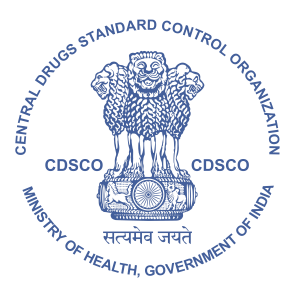 CENTRAL DRUGS STANDARD CONTROL ORGANIZATION
CDSCO
CDSCO
सत्यमेव जयते
MINISTRY OF HEALTH, GOVERNMENT OF INDIA